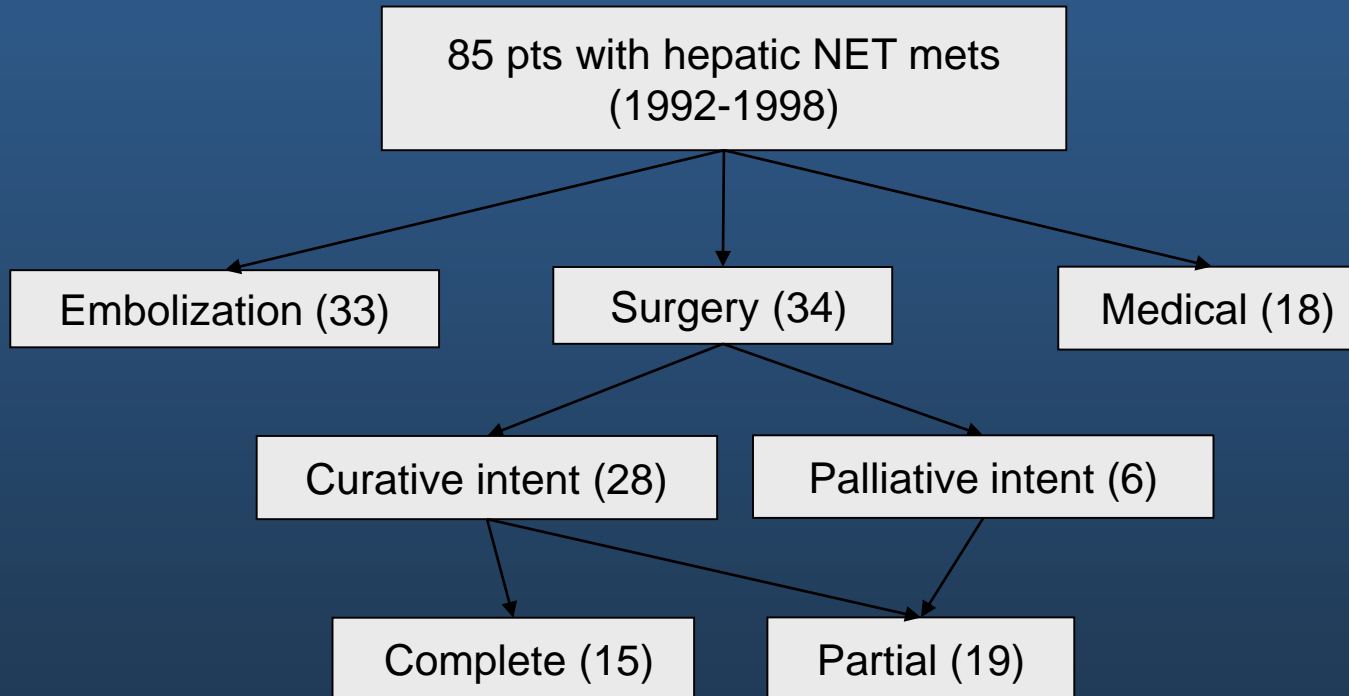 85 pts with hepatic NET mets
(1992-1998)
Embolization (33)
Surgery (34)
Medical (18)
Curative intent (28)
Palliative intent (6)
Complete (15)
Partial (19)